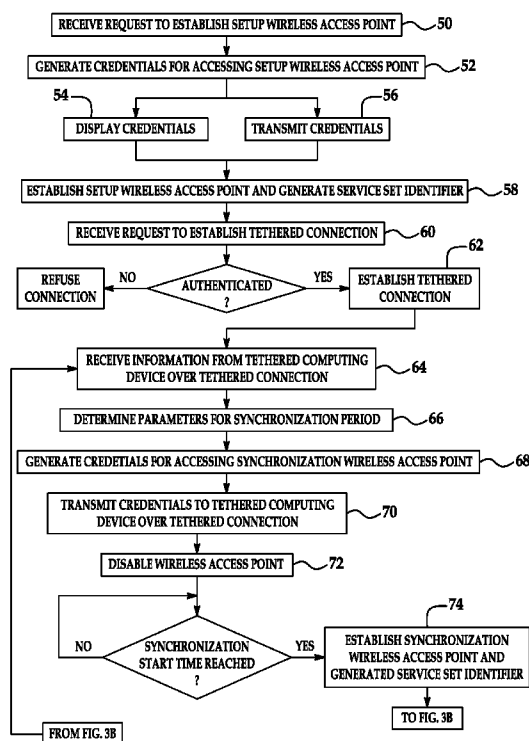 RECEIVE REQUEST TO ESTABLISH SETUP WIRELESS ACCESS POINT
50
GENERATE CREDENTIALS FOR ACCESSING SETUP WIRELESS ACCESS POINT
52
54
56
DISPLAY CREDENTIALS
TRANSMIT CREDENTIALS
ESTABLISH SETUP WIRELESS ACCESS POINT AND GENERATE SERVICE SET IDENTIFIER
58
RECEIVE REQUEST TO ESTABLISH TETHERED CONNECTION
60
62
REFUSE
CONNECTION
NO
AUTHENTICATED
?
YES
ESTABLISH TETHERED
CONNECTION
RECEIVE INFORMATION FROM TETHERED COMPUTING
DEVICE OVER TETHERED CONNECTION
64
DETERMINE PARAMETERS FOR SYNCHRONIZATION PERIOD
66
GENERATE CREDETIALS FOR ACCESSING SYNCHRONIZATION WIRELESS ACCESS POINT
68
TRANSMIT CREDENTIALS TO TETHERED COMPUTING
DEVICE OVER TETHERED CONNECTION
70
DISABLE WIRELESS ACCESS POINT
72
NO
SYNCHRONIZATION
START TIME REACHED
?
YES
74
ESTABLISH SYNCHRONIZATION
WIRELESS ACCESS POINT AND
GENERATED SERVICE SET IDENTIFIER
TO FIG. 3B
FROM FIG. 3B